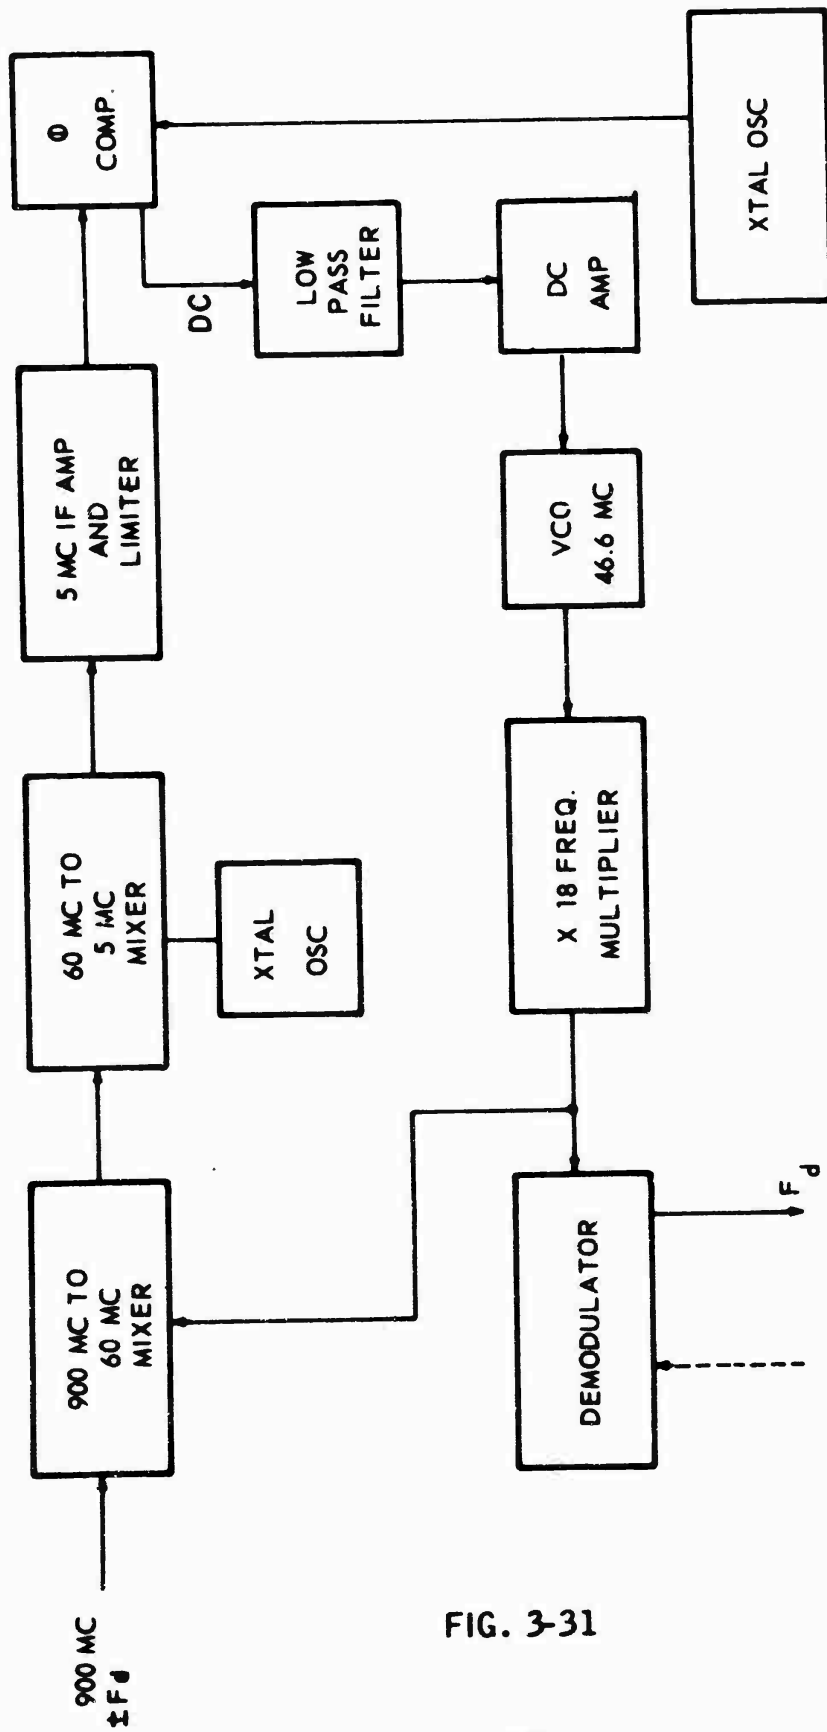 900 MC
±Fd
900 MC TO
60 MC
MIXER
60 MC TO
5 MC
MIXER
5 MC IF AMP
AND
LIMITER
Φ
COMP.
XTAL
OSC
DC
LOW
PASS
FILTER
DC
AMP
VCO
46.6 MC
X 18 FREQ.
MULTIPLIER
DEMODULATOR
Fd
XTAL OSC
FIG. 3-31